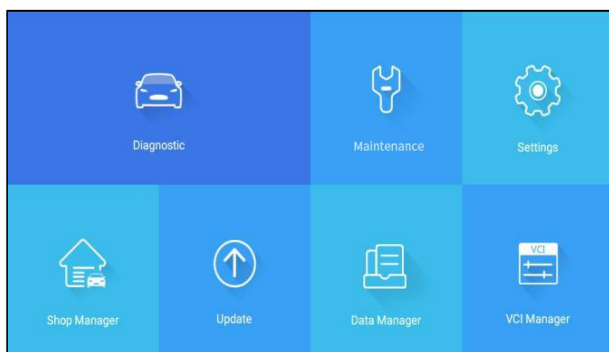 Diagnostic
Maintenance
Settings
VCI
Shop Manager
Update
Data Manager
VCI Manager